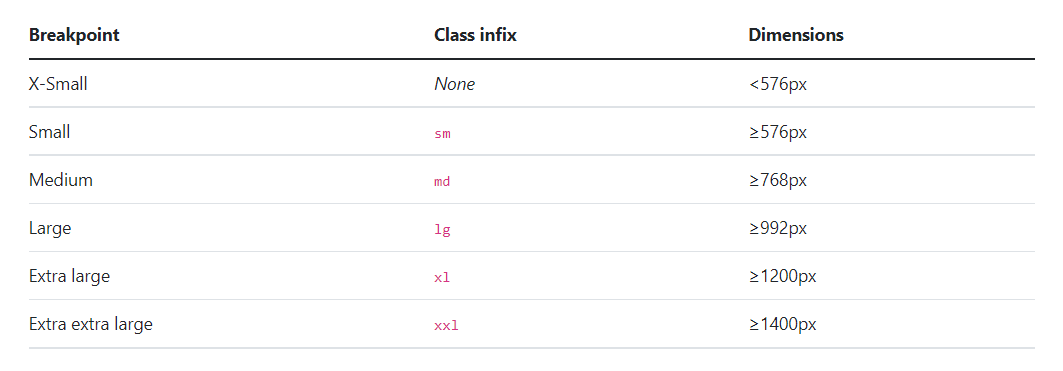 Breakpoint Class infix Dimensions
X-Small None <576px
Small sm ≥576px
Medium md ≥768px
Large lg ≥992px
Extra large xl ≥1200px
Extra extra large xxl ≥1400px